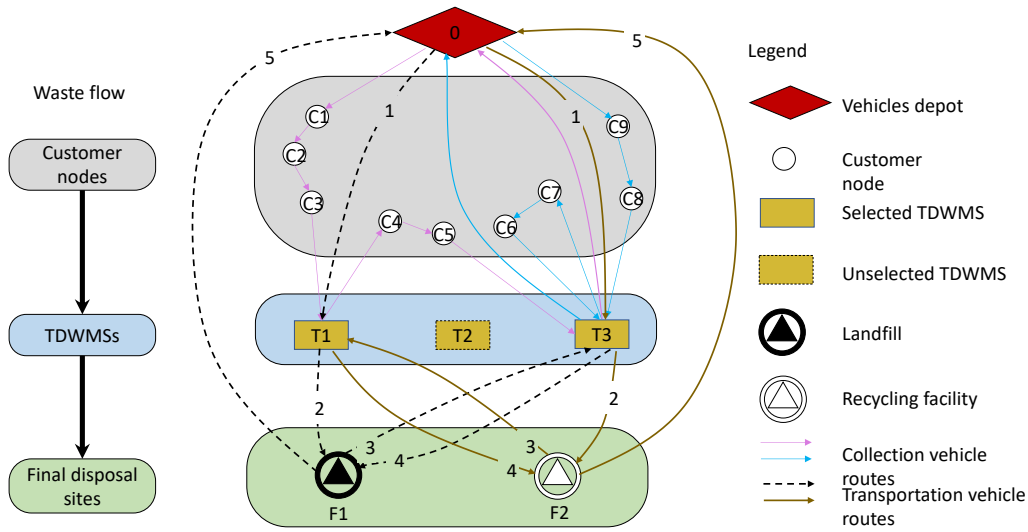 Waste flow
Customer
nodes
TDWMSs
Final disposal
sites
0
5
5
1
1
C1
C2
C3
C4
C5
C6
C7
C8
C9
T1
T2
T3
2
2
3
4
3
4
F1
F2
Legend
Vehicles depot
Customer
node
Selected TDWMS
Unselected TDWMS
Landfill
Recycling facility
Collection vehicle
routes
Transportation vehicle
routes